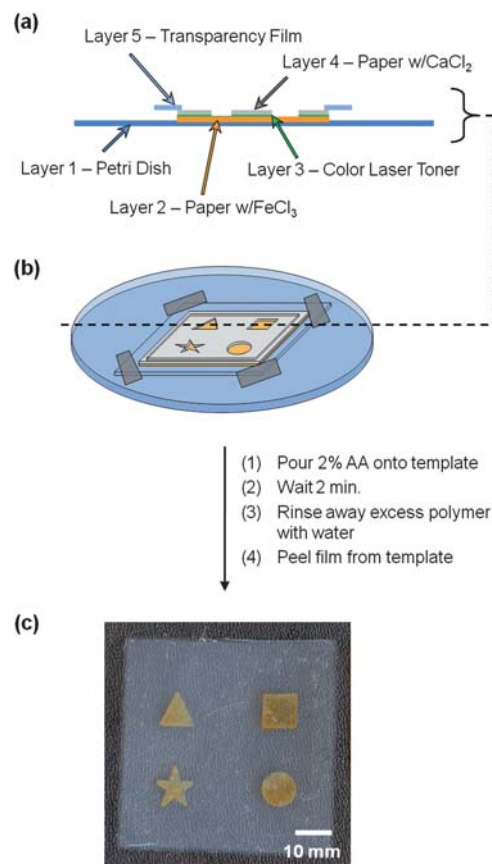 (a)
Layer 5 – Transparency Film
Layer 4 – Paper w/CaCl₂
Layer 1 – Petri Dish
Layer 3 – Color Laser Toner
Layer 2 – Paper w/FeCl₃
(b)
(1) Pour 2% AA onto template
(2) Wait 2 min.
(3) Rinse away excess polymer
with water
(4) Peel film from template
(c)
10 mm